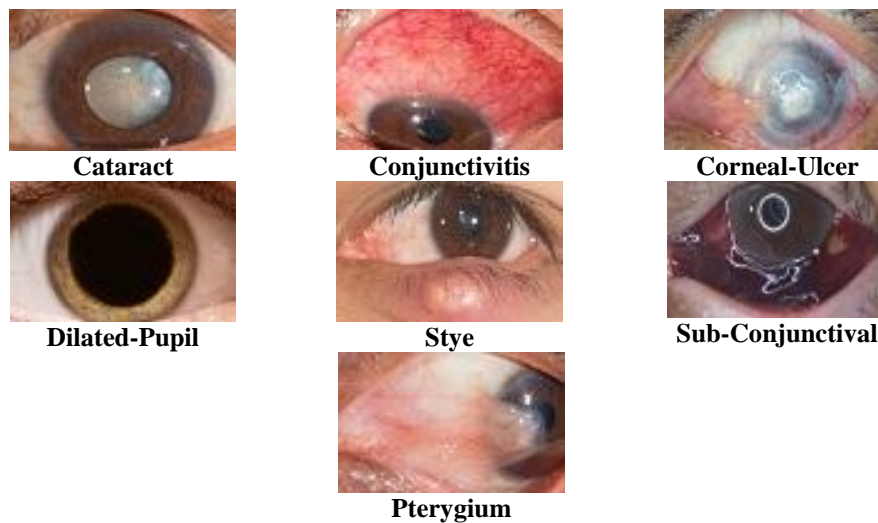 Cataract
Conjunctivitis
Corneal-Ulcer
Dilated-Pupil
Stye
Sub-Conjunctival
Pterygium